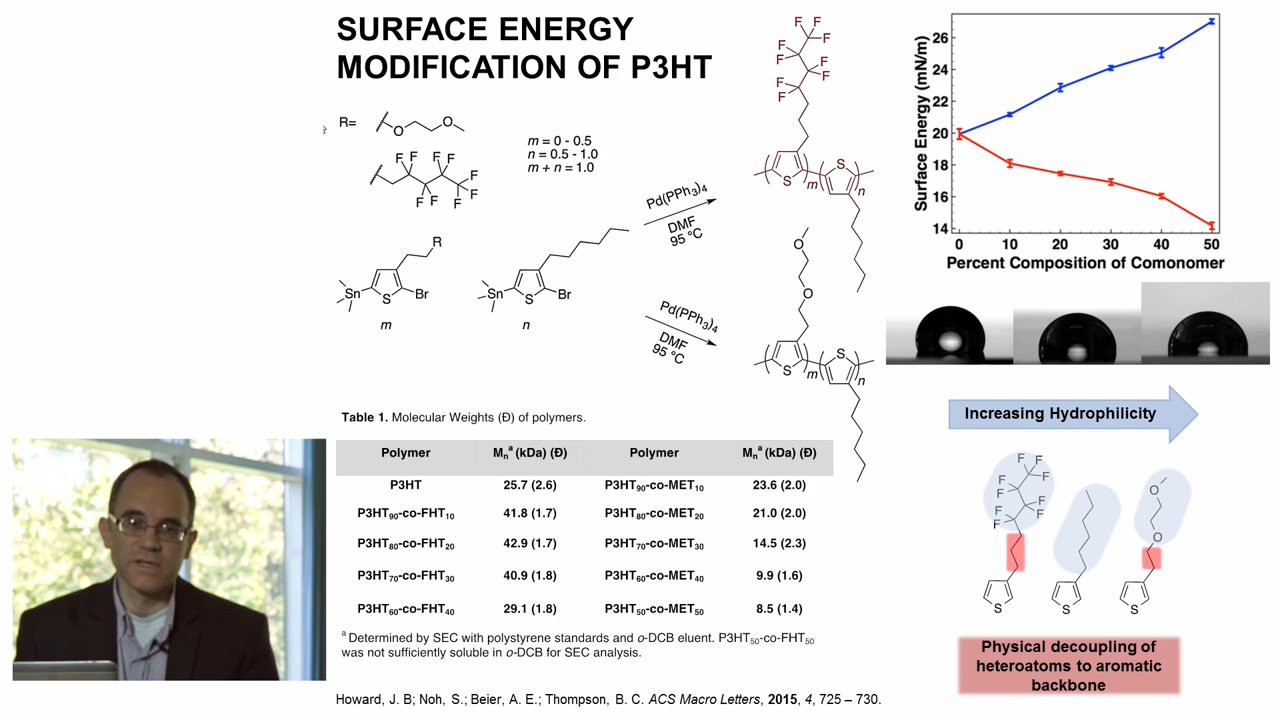 SURFACE ENERGY
MODIFICATION OF P3HT
R=
O
O
F F F F
F
F
F F F
m = 0 - 0.5
n = 0.5 - 1.0
m + n = 1.0
R
Sn
S
Br
m
Sn
S
Br
n
Pd(PPh₃)₄
DMF
95 °C
Pd(PPh₃)₄
DMF
95 °C
F F
F
F
F
F
F
F
F
S
S
m
n
O
O
S
S
m
n
Table 1. Molecular Weights (Đ) of polymers.
Polymer Mₙᵃ (kDa) (Đ) Polymer Mₙᵃ (kDa) (Đ)
P3HT 25.7 (2.6) P3HT₉₀-co-MET₁₀ 23.6 (2.0)
P3HT₉₀-co-FHT₁₀ 41.8 (1.7) P3HT₈₀-co-MET₂₀ 21.0 (2.0)
P3HT₈₀-co-FHT₂₀ 42.9 (1.7) P3HT₇₀-co-MET₃₀ 14.5 (2.3)
P3HT₇₀-co-FHT₃₀ 40.9 (1.8) P3HT₆₀-co-MET₄₀ 9.9 (1.6)
P3HT₆₀-co-FHT₄₀ 29.1 (1.8) P3HT₅₀-co-MET₅₀ 8.5 (1.4)
ᵃ Determined by SEC with polystyrene standards and o-DCB eluent. P3HT₅₀-co-FHT₅₀
was not sufficiently soluble in o-DCB for SEC analysis.
Howard, J. B; Noh, S.; Beier, A. E.; Thompson, B. C. ACS Macro Letters, 2015, 4, 725 – 730.
Surface Energy (mN/m)
26
24
22
20
18
16
14
0 10 20 30 40 50
Percent Composition of Comonomer
Increasing Hydrophilicity
F F
F
F
F
F
F
F
F
S
S
O
O
S
Physical decoupling of
heteroatoms to aromatic
backbone